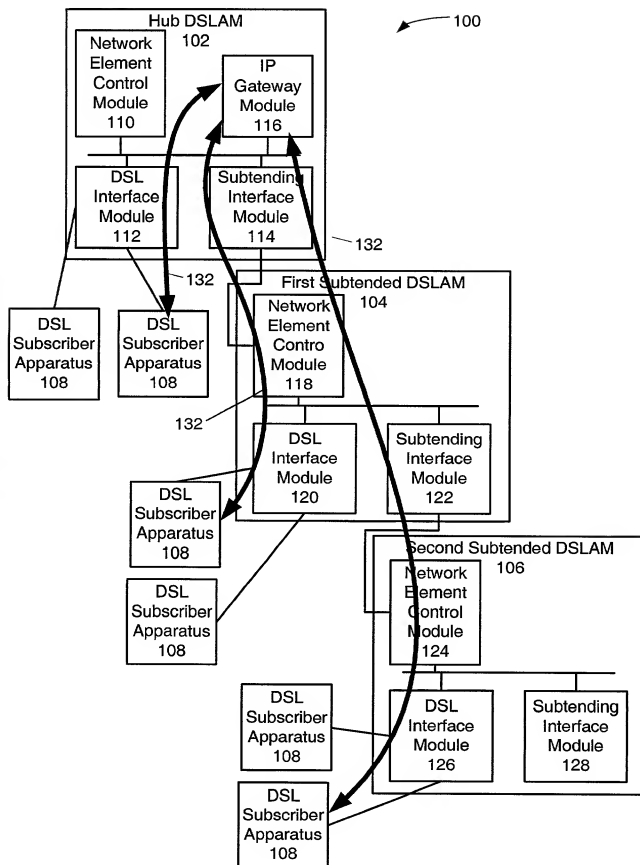 Hub DSLAM
102
100
Network
Element
Control
Module
110
IP
Gateway
Module
116
DSL
Interface
Module
112
Subtending
Interface
Module
114
132
132
First Subtended DSLAM
104
DSL
Subscriber
Apparatus
108
DSL
Subscriber
Apparatus
108
Network
Element
Contro
Module
118
132
DSL
Interface
Module
120
Subtending
Interface
Module
122
DSL
Subscriber
Apparatus
108
DSL
Subscriber
Apparatus
108
Second Subtended DSLAM
106
Network
Element
Control
Module
124
DSL
Interface
Module
126
Subtending
Interface
Module
128
DSL
Subscriber
Apparatus
108
DSL
Subscriber
Apparatus
108